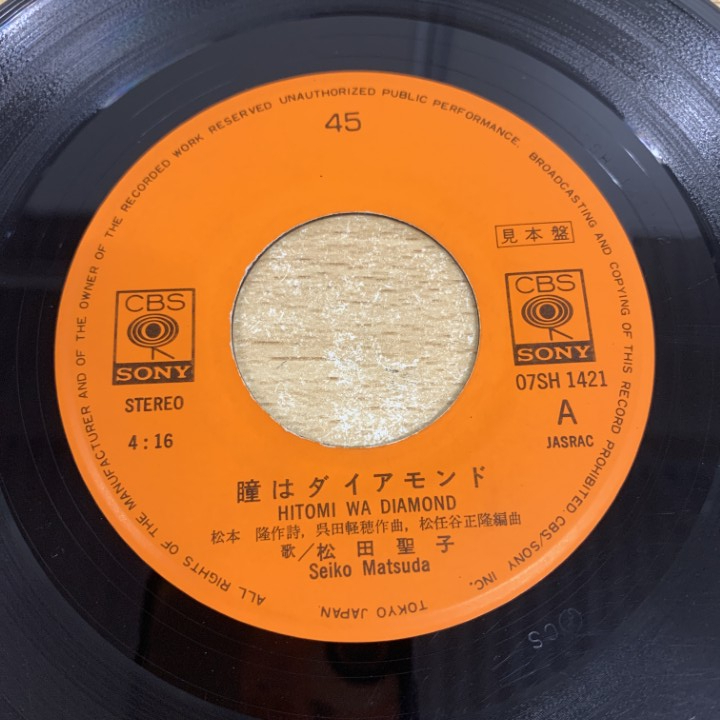 ALL RIGHTS OF THE MANUFACTURER AND OF THE OWNER OF THE RECORDED WORK RESERVED UNAUTHORIZED PUBLIC PERFORMANCE, BROADCASTING AND COPYING OF THIS RECORD PROHIBITED CBS/SONY INC.
TOKYO JAPAN
45
見本盤
CBS
SONY
STEREO
4:16
CBS
SONY
07SH 1421
A
JASRAC
瞳はダイアモンド
HITOMI WA DIAMOND
松本 隆作詩, 呉田軽穂作曲, 松任谷正隆編曲
歌/松田聖子
Seiko Matsuda